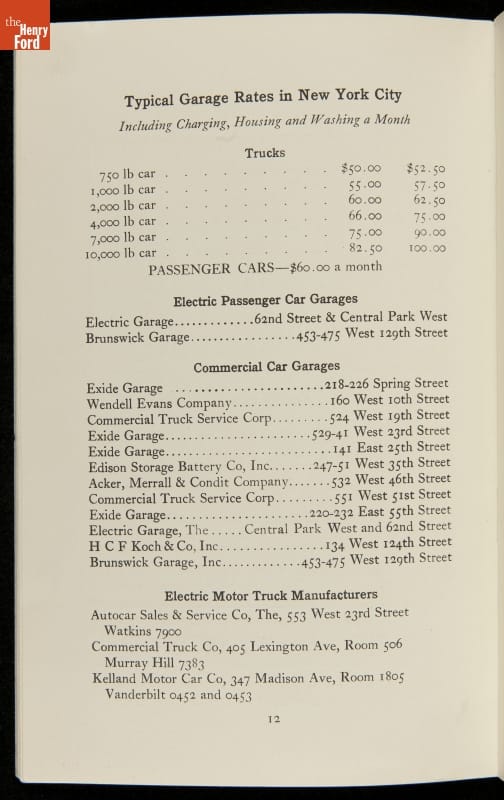 the
Henry
Ford
Typical Garage Rates in New York City
Including Charging, Housing and Washing a Month
Trucks
750 lb car . . . . . . . . . $50.00 $52.50
1,000 lb car . . . . . . . . . 55.00 57.50
2,000 lb car . . . . . . . . . 60.00 62.50
4,000 lb car . . . . . . . . . 66.00 75.00
7,000 lb car . . . . . . . . . 75.00 90.00
10,000 lb car . . . . . . . . . 82.50 100.00
PASSENGER CARS—$60.00 a month
Electric Passenger Car Garages
Electric Garage.............62nd Street & Central Park West
Brunswick Garage.................453-475 West 129th Street
Commercial Car Garages
Exide Garage ........................218-226 Spring Street
Wendell Evans Company...............160 West 10th Street
Commercial Truck Service Corp.........524 West 19th Street
Exide Garage........................529-41 West 23rd Street
Exide Garage...........................141 East 25th Street
Edison Storage Battery Co, Inc.......247-51 West 35th Street
Acker, Merrall & Condit Company.......532 West 46th Street
Commercial Truck Service Corp.........551 West 51st Street
Exide Garage.......................220-232 East 55th Street
Electric Garage, The.....Central Park West and 62nd Street
H C F Koch & Co, Inc.................134 West 124th Street
Brunswick Garage, Inc.............453-475 West 129th Street
Electric Motor Truck Manufacturers
Autocar Sales & Service Co, The, 553 West 23rd Street
Watkins 7900
Commercial Truck Co, 405 Lexington Ave, Room 506
Murray Hill 7383
Kelland Motor Car Co, 347 Madison Ave, Room 1805
Vanderbilt 0452 and 0453
12